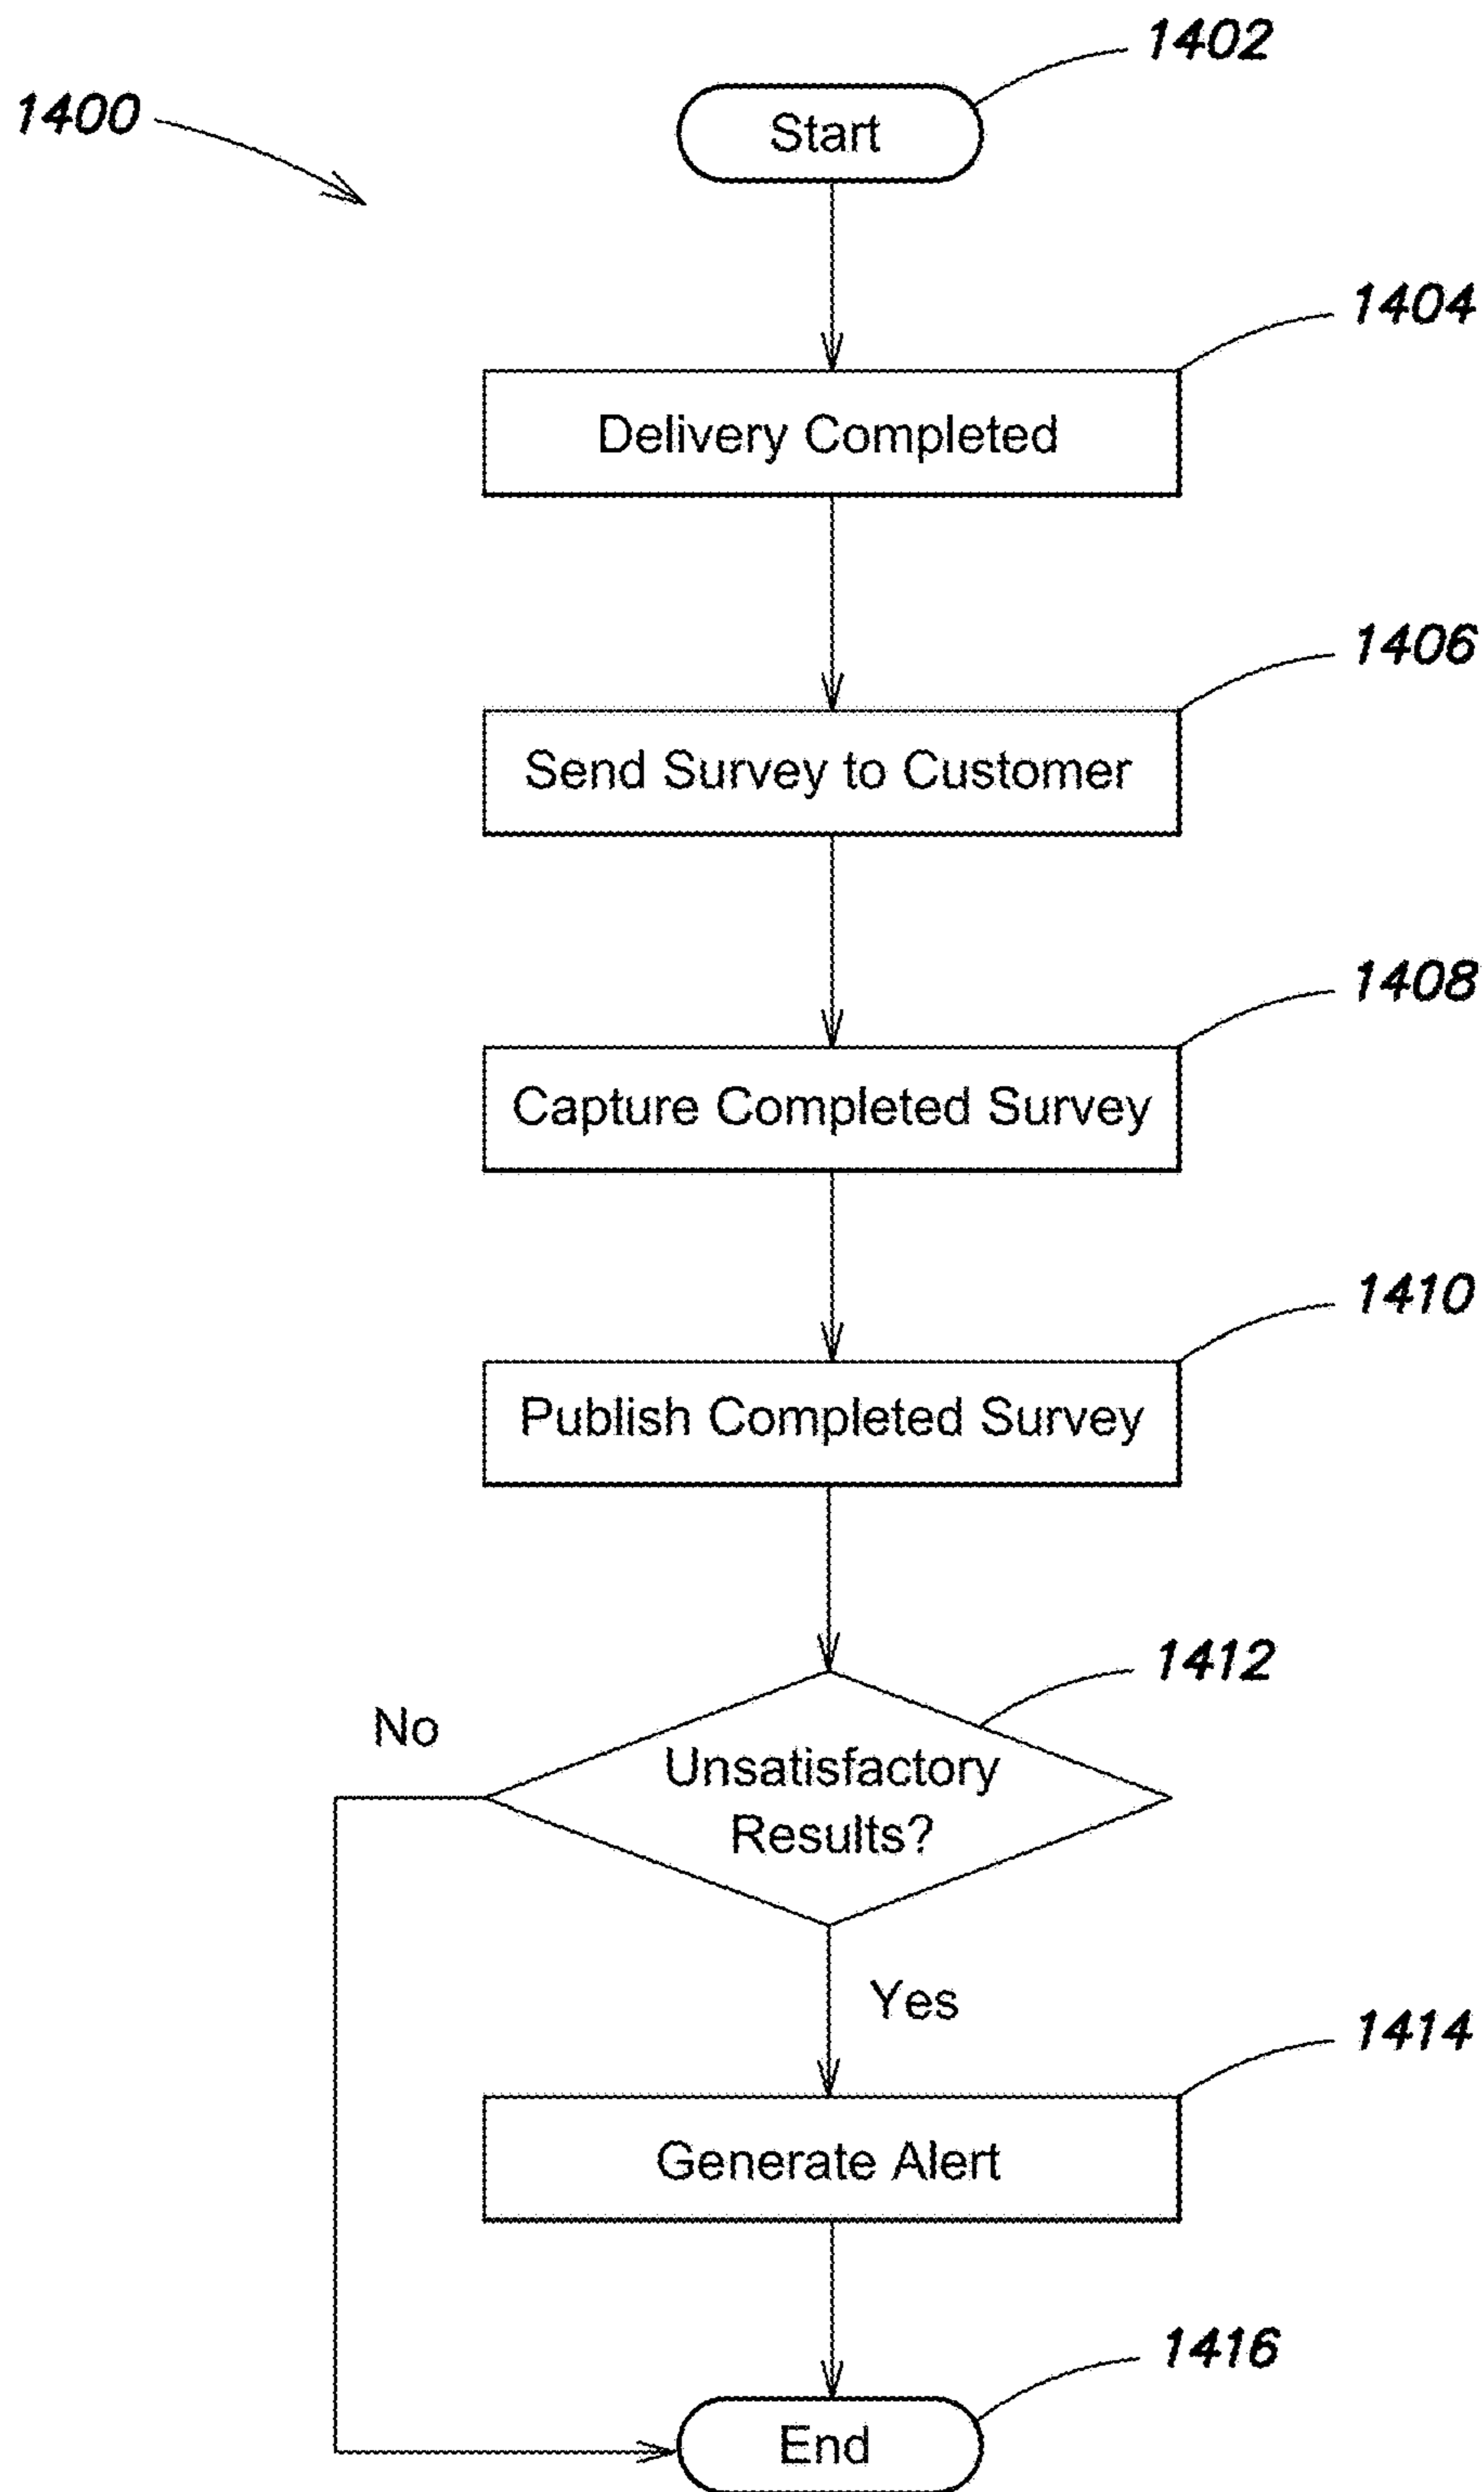 1402
1400
Start
1404
Delivery Completed
1406
Send Survey to Customer
1408
Capture Completed Survey
1410
Publish Completed Survey
1412
No
Unsatisfactory
Results?
Yes
1414
Generate Alert
1416
End